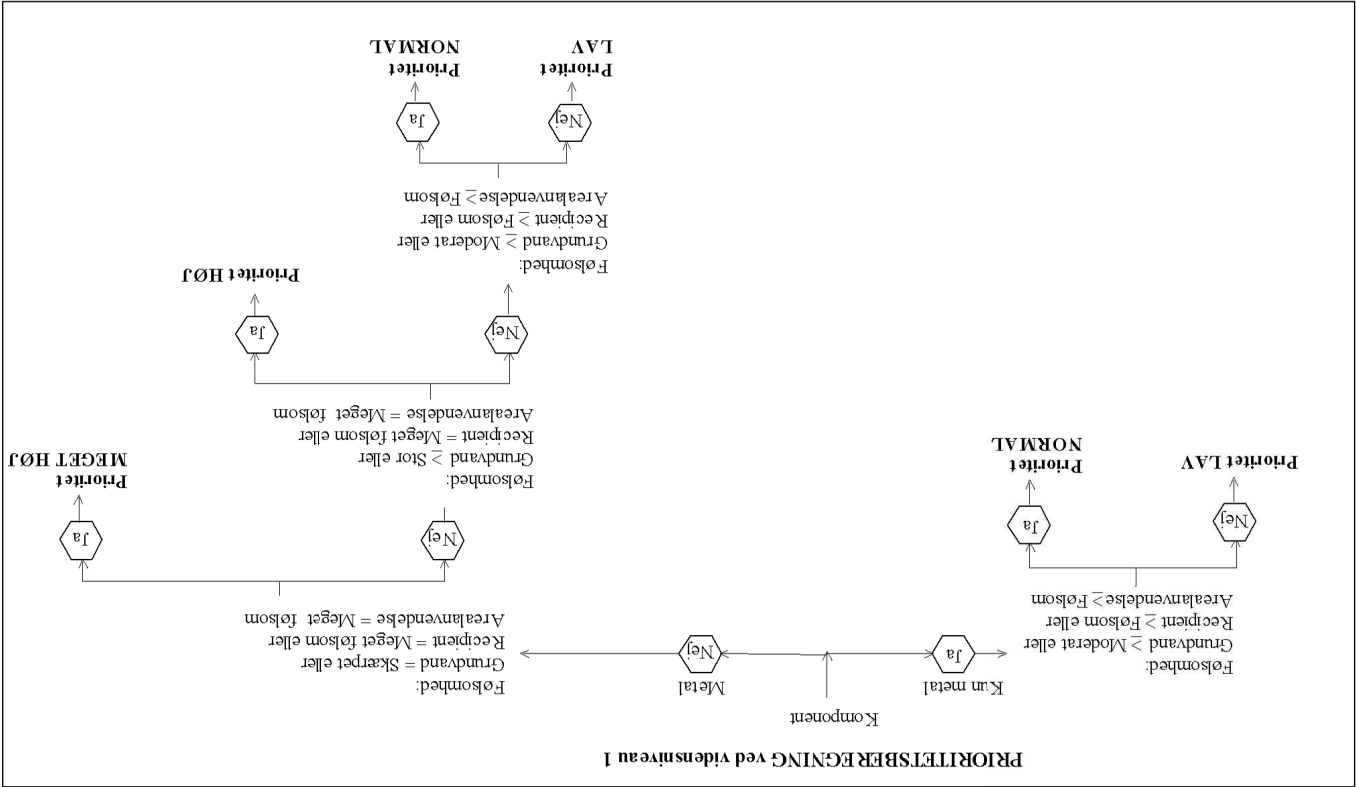 PRIORITETSBEREGNING ved vidensniveau 1
Komponent
Kun metal
Ja
Metal
Nej
Følsomhed:
Grundvand ≥ Moderat eller
Recipient ≥ Følsom eller
Arealanvendelse ≥ Følsom
Nej
Ja
Prioritet LAV
Prioritet
NORMAL
Følsomhed:
Grundvand = Skærpet eller
Recipient = Meget følsom eller
Arealanvendelse = Meget følsom
Nej
Ja
Prioritet
MEGET HØJ
Følsomhed:
Grundvand ≥ Stor eller
Recipient = Meget følsom eller
Arealanvendelse = Meget følsom
Nej
Ja
Prioritet HØJ
Følsomhed:
Grundvand ≥ Moderat eller
Recipient ≥ Følsom eller
Arealanvendelse ≥ Følsom
Nej
Ja
Prioritet
LAV
Prioritet
NORMAL